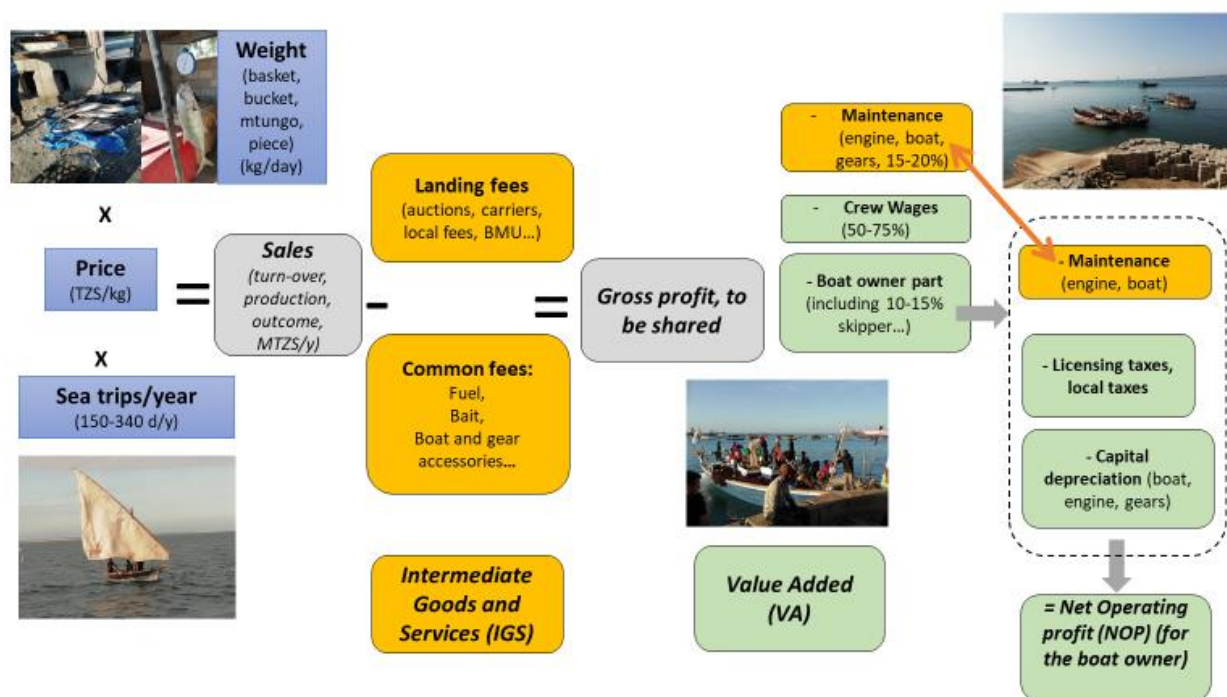 Weight
(basket,
bucket,
mtungo,
piece)
(kg/day)
x
Price
(TZS/kg)
x
Sea trips/year
(150-340 d/y)
=
Sales
(turn-over,
production,
outcome,
MTZS/y)
-
Landing fees
(auctions, carriers,
local fees, BMU...)
Common fees:
Fuel,
Bait,
Boat and gear
accessories...
=
Gross profit, to
be shared
- Maintenance
(engine, boat,
gears, 15-20%)
- Crew Wages
(50-75%)
- Boat owner part
(including 10-15%
skipper...)
- Maintenance
(engine, boat)
- Licensing taxes,
local taxes
- Capital
depreciation (boat,
engine, gears)
= Net Operating
profit (NOP) (for
the boat owner)
Intermediate
Goods and
Services (IGS)
Value Added
(VA)